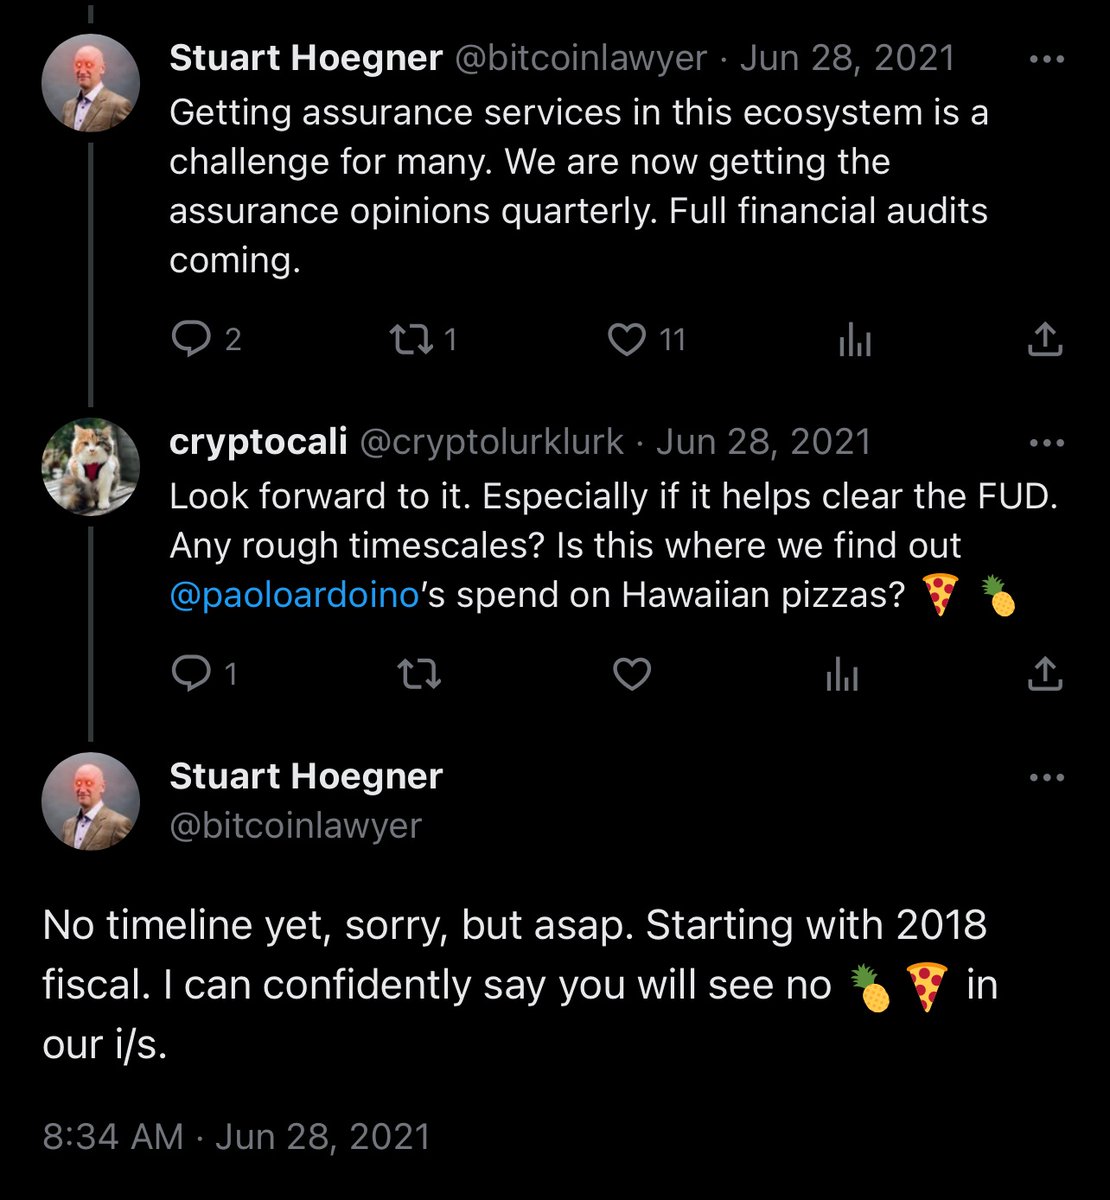 Stuart Hoegner @bitcoinlawyer · Jun 28, 2021
Getting assurance services in this ecosystem is a
challenge for many. We are now getting the
assurance opinions quarterly. Full financial audits
coming.
2 1 11
cryptocali @cryptolurklurk · Jun 28, 2021
Look forward to it. Especially if it helps clear the FUD.
Any rough timescales? Is this where we find out
@paoloardoino’s spend on Hawaiian pizzas? 🍕 🍍
1
Stuart Hoegner
@bitcoinlawyer
No timeline yet, sorry, but asap. Starting with 2018
fiscal. I can confidently say you will see no 🍍🍕 in
our i/s.
8:34 AM · Jun 28, 2021